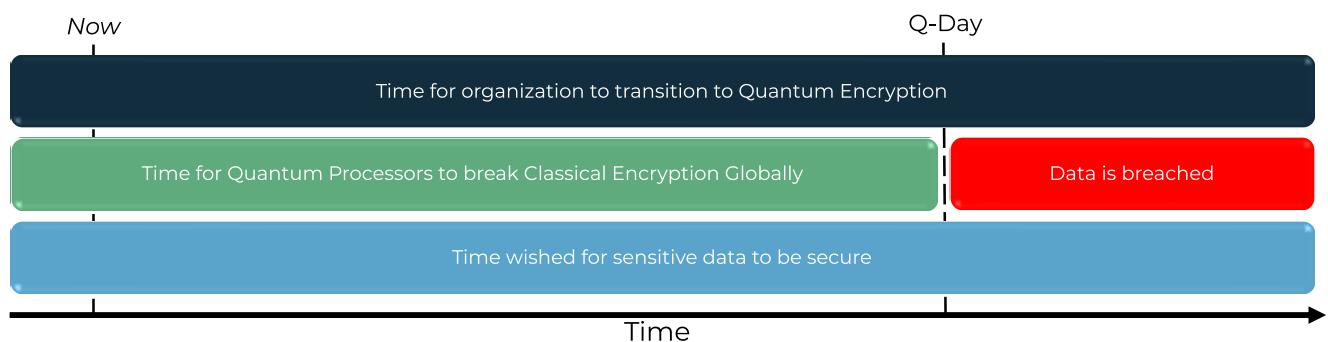 Now
Q-Day
Time for organization to transition to Quantum Encryption
Time for Quantum Processors to break Classical Encryption Globally
Data is breached
Time wished for sensitive data to be secure
Time